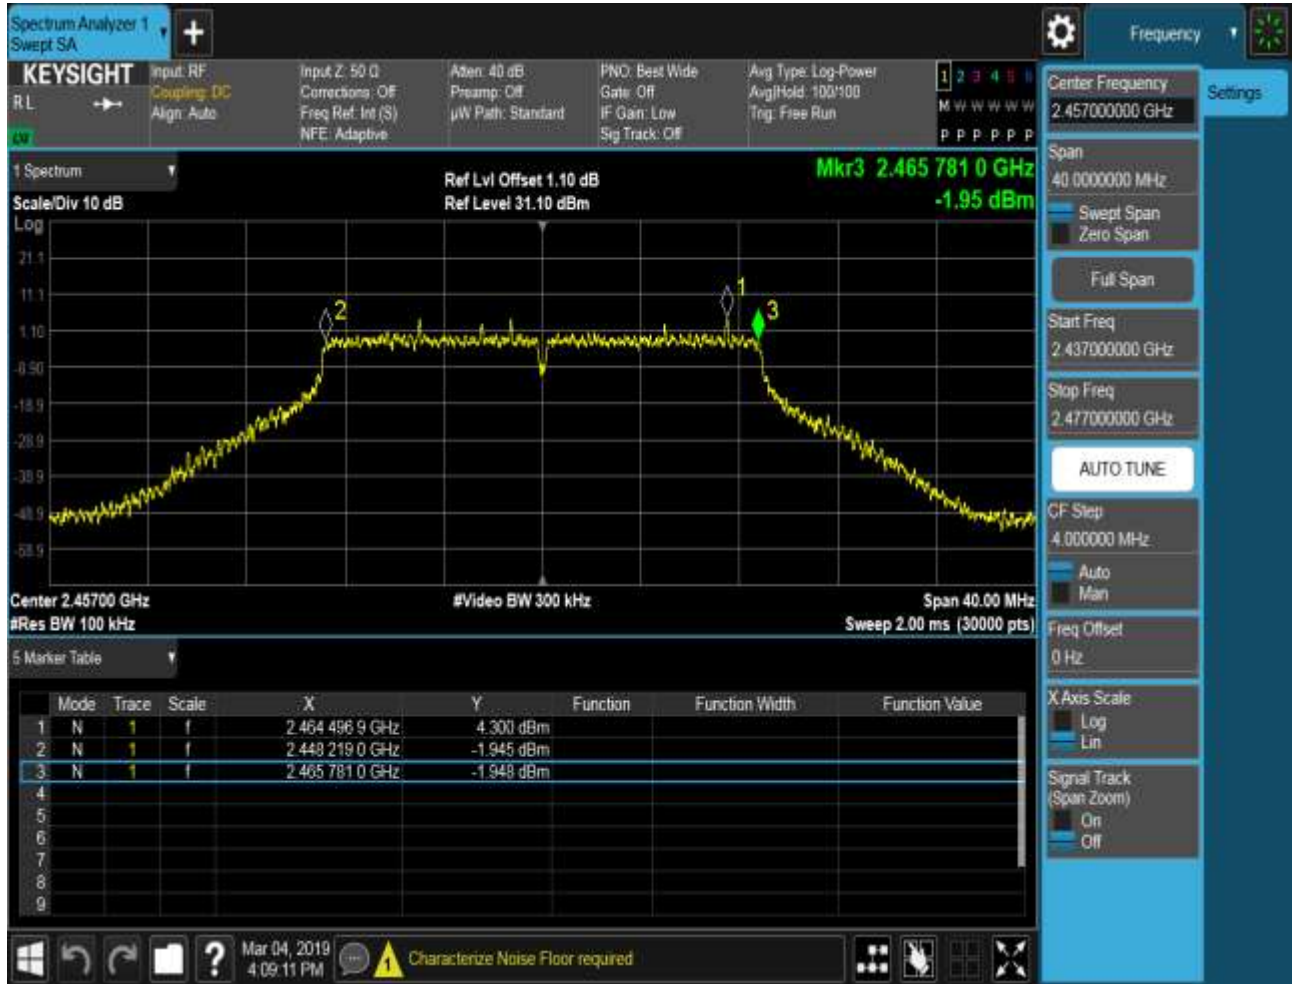 Spectrum Analyzer 1
Swept SA
Frequency
KEYSIGHT
RL
Input: RF
Coupling: DC
Align: Auto
Input Z: 50 Ω
Corrections: Off
Freq Ref: Int (S)
NFE: Adaptive
Atten: 40 dB
Preamp: Off
µW Path: Standard
PNO: Best Wide
Gate: Off
IF Gain: Low
Sig Track: Off
Avg Type: Log-Power
Avg|Hold: 100/100
Trig: Free Run
1 2 3 4 5 6
M W W W W W
P P P P P P
1 Spectrum
Scale/Div 10 dB
Ref Lvl Offset 1.10 dB
Ref Level 31.10 dBm
Mkr3 2.465 781 0 GHz
-1.95 dBm
Log
21.1
11.1
1.10
-8.90
-18.9
-28.9
-38.9
-48.9
-58.9
2
1
3
Center 2.45700 GHz
#Video BW 300 kHz
Span 40.00 MHz
#Res BW 100 kHz
Sweep 2.00 ms (30000 pts)
5 Marker Table
Mode Trace Scale X Y Function Function Width Function Value
1 N 1 f 2.464 496 9 GHz 4.300 dBm
2 N 1 f 2.448 219 0 GHz -1.945 dBm
3 N 1 f 2.465 781 0 GHz -1.948 dBm
4
5
6
7
8
9
Mar 04, 2019
4:09:11 PM
?
1
Characterize Noise Floor required
Center Frequency
2.457000000 GHz
Settings
Span
40.0000000 MHz
Swept Span
Zero Span
Full Span
Start Freq
2.437000000 GHz
Stop Freq
2.477000000 GHz
AUTO TUNE
CF Step
4.000000 MHz
Auto
Man
Freq Offset
0 Hz
X Axis Scale
Log
Lin
Signal Track
(Span Zoom)
On
Off